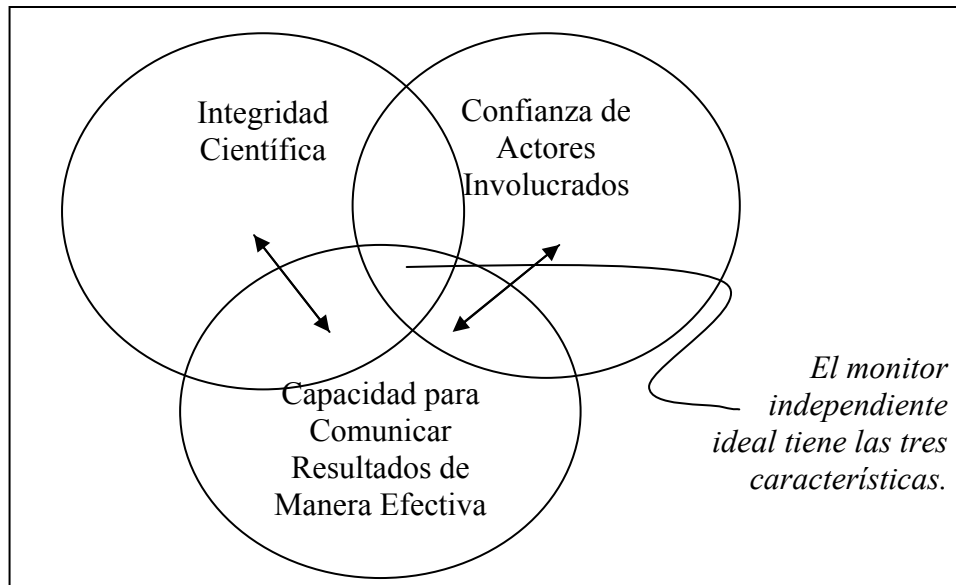 Integridad
Científica
Confianza de
Actores
Involucrados
Capacidad para
Comunicar
Resultados de
Manera Efectiva
El monitor
independiente
ideal tiene las tres
características.